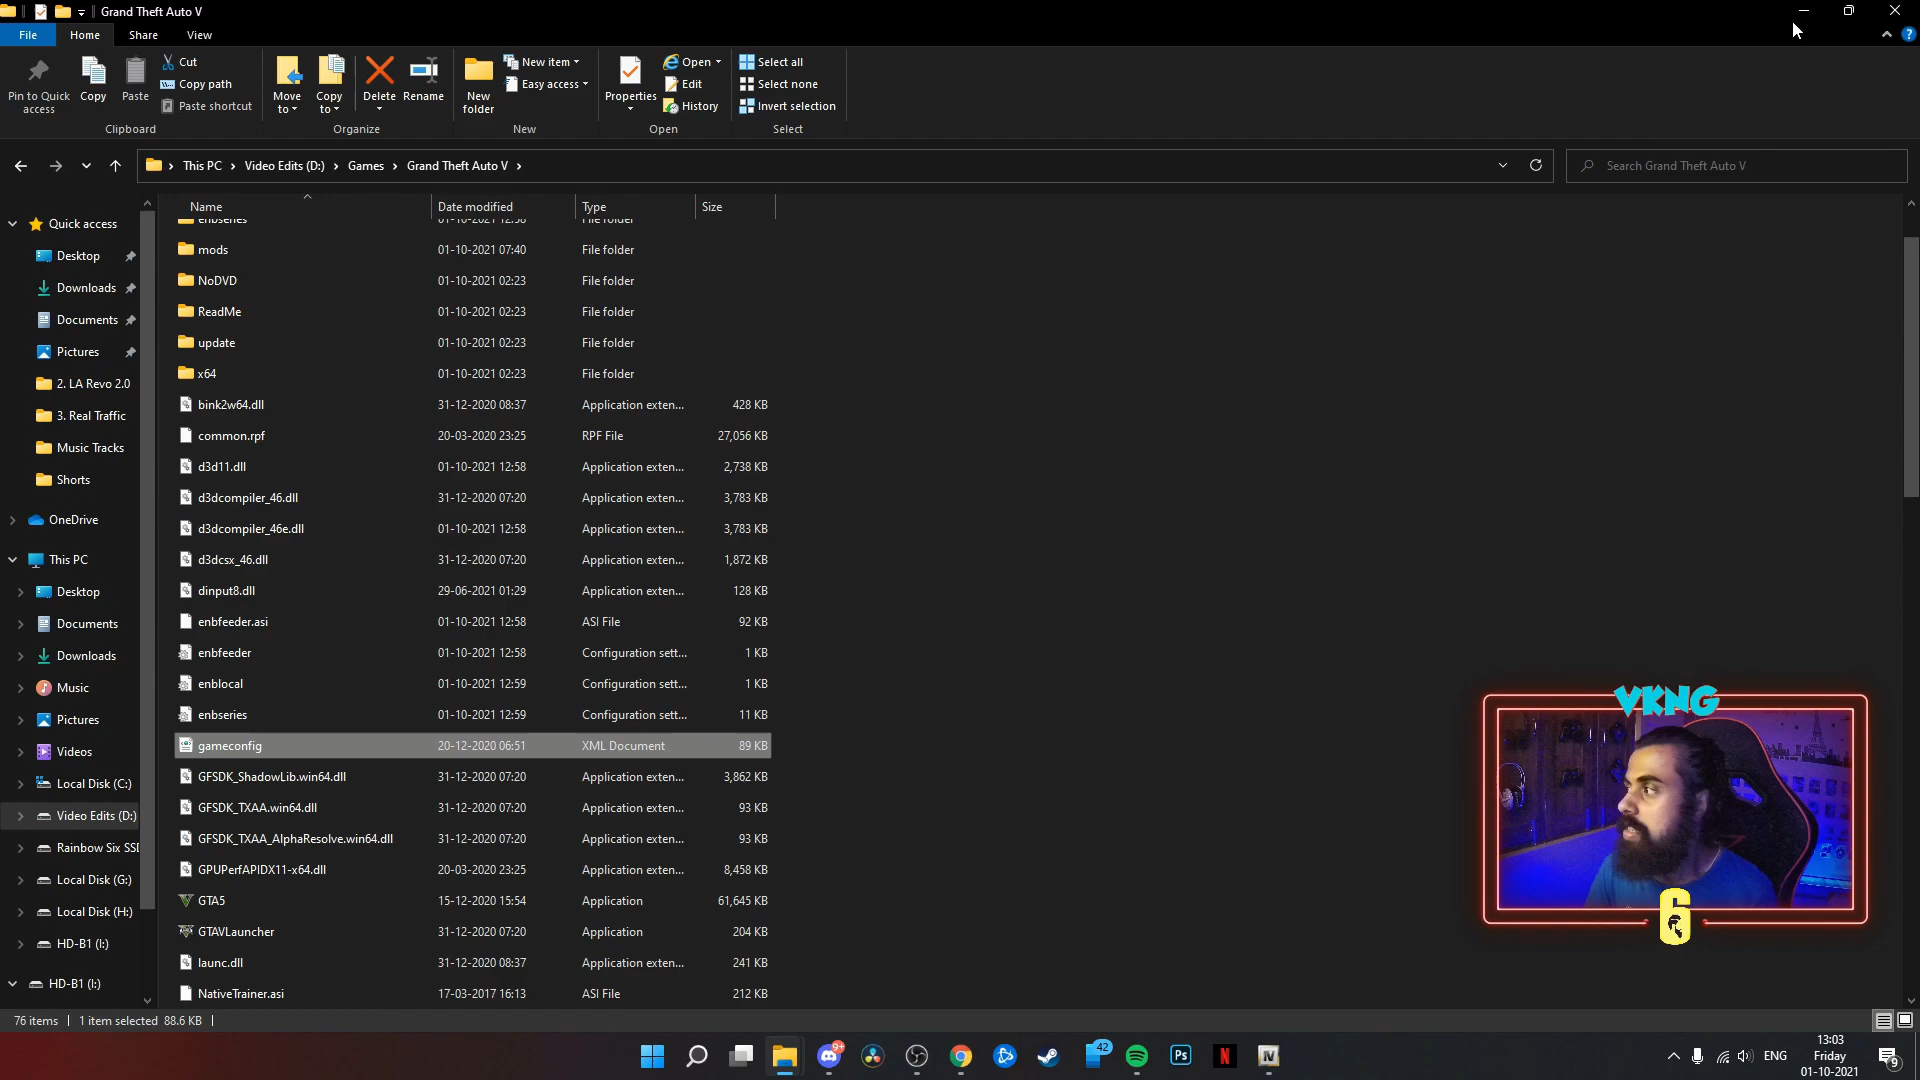 Grand Theft Auto V
File Home Share View
Pin to Quick access
Copy
Paste
Cut
Copy path
Paste shortcut
Move to
Copy to
Delete
Rename
New folder
New item
Easy access
Properties
Open
Edit
History
Select all
Select none
Invert selection
Clipboard Organize New Open Select
This PC Video Edits (D:) Games Grand Theft Auto V
Search Grand Theft Auto V
Quick access
Desktop
Downloads
Documents
Pictures
2. LA Revo 2.0
3. Real Traffic
Music Tracks
Shorts
OneDrive
This PC
Desktop
Documents
Downloads
Music
Pictures
Videos
Local Disk (C:)
Video Edits (D:)
Rainbow Six SSD
Local Disk (G:)
Local Disk (H:)
HD-B1 (I:)
HD-B1 (I:)
Name Date modified Type Size
enbseries 01-10-2021 12:58 File folder
mods 01-10-2021 07:40 File folder
NoDVD 01-10-2021 02:23 File folder
ReadMe 01-10-2021 02:23 File folder
update 01-10-2021 02:23 File folder
x64 01-10-2021 02:23 File folder
bink2w64.dll 31-12-2020 08:37 Application exten... 428 KB
common.rpf 20-03-2020 23:25 RPF File 27,056 KB
d3d11.dll 01-10-2021 12:58 Application exten... 2,738 KB
d3dcompiler_46.dll 31-12-2020 07:20 Application exten... 3,783 KB
d3dcompiler_46e.dll 01-10-2021 12:58 Application exten... 3,783 KB
d3dcsx_46.dll 31-12-2020 07:20 Application exten... 1,872 KB
dinput8.dll 29-06-2021 01:29 Application exten... 128 KB
enbfeeder.asi 01-10-2021 12:58 ASI File 92 KB
enbfeeder 01-10-2021 12:58 Configuration sett... 1 KB
enblocal 01-10-2021 12:59 Configuration sett... 1 KB
enbseries 01-10-2021 12:59 Configuration sett... 11 KB
gameconfig 20-12-2020 06:51 XML Document 89 KB
GFSDK_ShadowLib.win64.dll 31-12-2020 07:20 Application exten... 3,862 KB
GFSDK_TXAA.win64.dll 31-12-2020 07:20 Application exten... 93 KB
GFSDK_TXAA_AlphaResolve.win64.dll 31-12-2020 07:20 Application exten... 93 KB
GPUPerfAPIDX11-x64.dll 20-03-2020 23:25 Application exten... 8,458 KB
GTA5 15-12-2020 15:54 Application 61,645 KB
GTAVLauncher 31-12-2020 07:20 Application 204 KB
launc.dll 31-12-2020 08:37 Application exten... 241 KB
NativeTrainer.asi 17-03-2017 16:13 ASI File 212 KB
VKNG
6
76 items 1 item selected 88.6 KB
9+
42
Ps
N
IV
ENG
13:03
Friday
01-10-2021
9